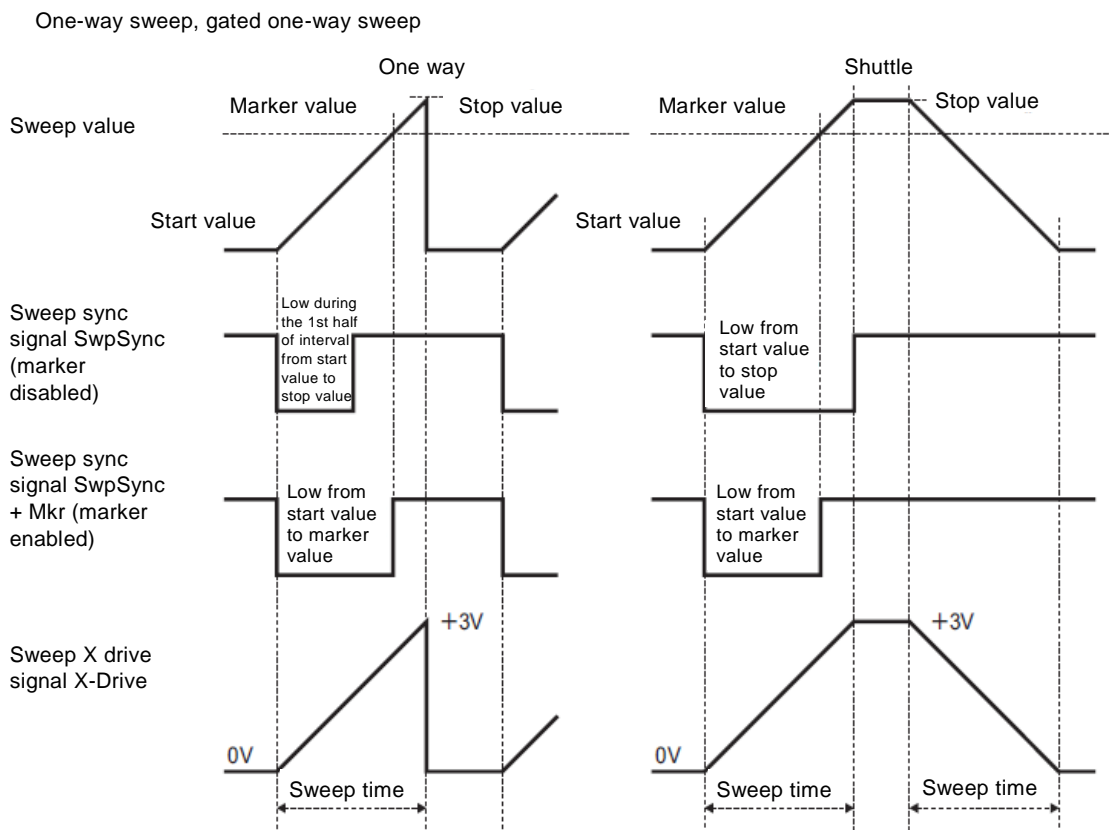 One-way sweep, gated one-way sweep
One way
Shuttle
Marker value
Stop value
Marker value
Stop value
Sweep value
Start value
Start value
Sweep sync
signal SwpSync
(marker
disabled)
Low during
the 1st half
of interval
from start
value to
stop value
Low from
start value
to stop
value
Sweep sync
signal SwpSync
+ Mkr (marker
enabled)
Low from
start value
to marker
value
Low from
start value
to marker
value
Sweep X drive
signal X-Drive
+3V
+3V
0V
0V
Sweep time
Sweep time
Sweep time